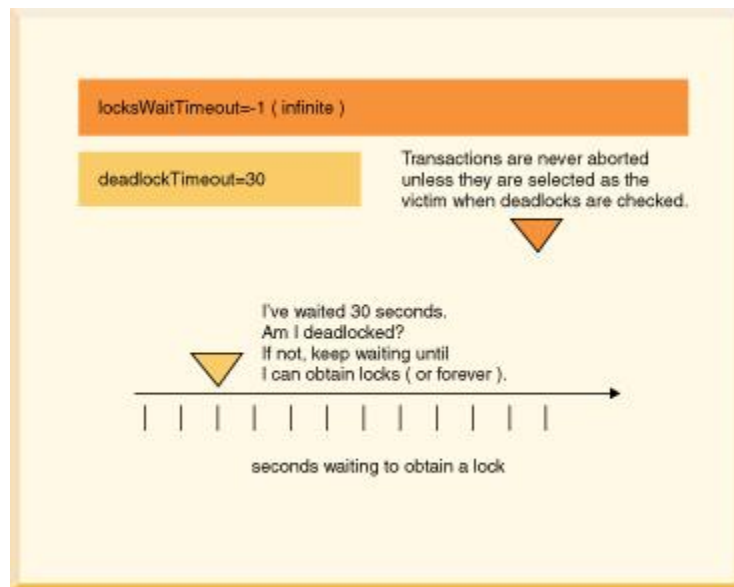 locksWaitTimeout=-1 ( infinite )
deadlockTimeout=30
Transactions are never aborted
unless they are selected as the
victim when deadlocks are checked.
I've waited 30 seconds.
Am I deadlocked?
If not, keep waiting until
I can obtain locks ( or forever ).
seconds waiting to obtain a lock